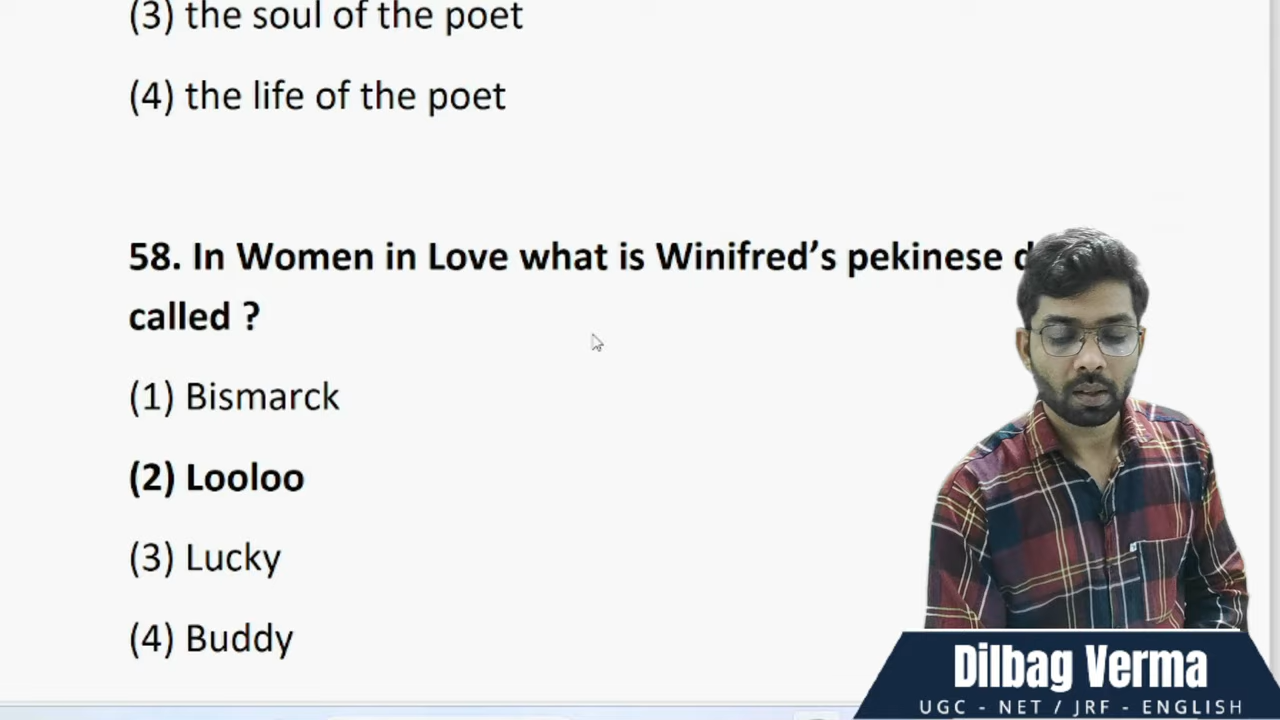 (3) the soul of the poet
(4) the life of the poet
58. In Women in Love what is Winifred’s pekinese
called ?
(1) Bismarck
(2) Looloo
(3) Lucky
(4) Buddy
Dilbag Verma
UGC - NET / JRF - ENGLISH